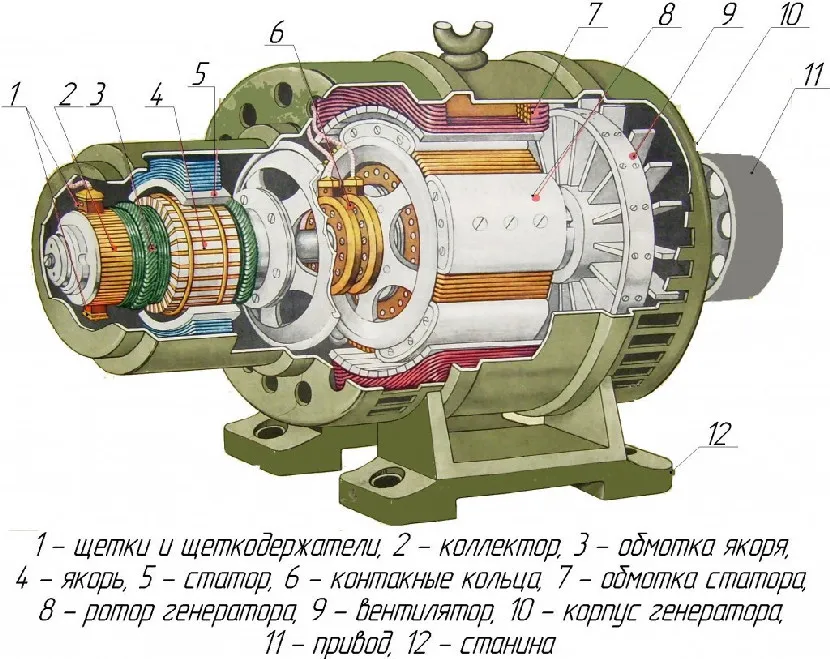 1 2 3 4 5 6 7 8 9 10 11
12
1 – щетки и щеткодержатели, 2 – коллектор, 3 – обмотка якоря,
4 – якорь, 5 – статор, 6 – контакные кольца, 7 – обмотка статора,
8 – ротор генератора, 9 – вентилятор, 10 – корпус генератора,
11 – привод, 12 – станина